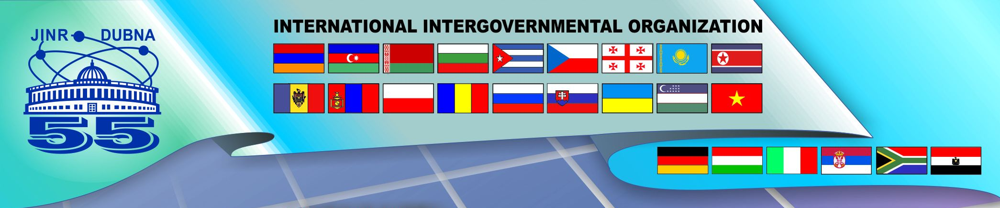 JINR DUBNA
55
INTERNATIONAL INTERGOVERNMENTAL ORGANIZATION